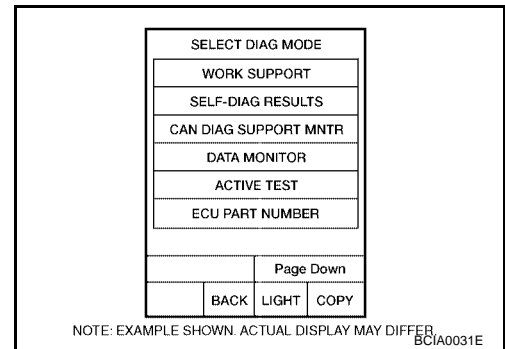 SELECT DIAG MODE
WORK SUPPORT
SELF-DIAG RESULTS
CAN DIAG SUPPORT MNTR
DATA MONITOR
ACTIVE TEST
ECU PART NUMBER
Page Down
BACK LIGHT COPY
NOTE: EXAMPLE SHOWN. ACTUAL DISPLAY MAY DIFFER.
BCIA0031E